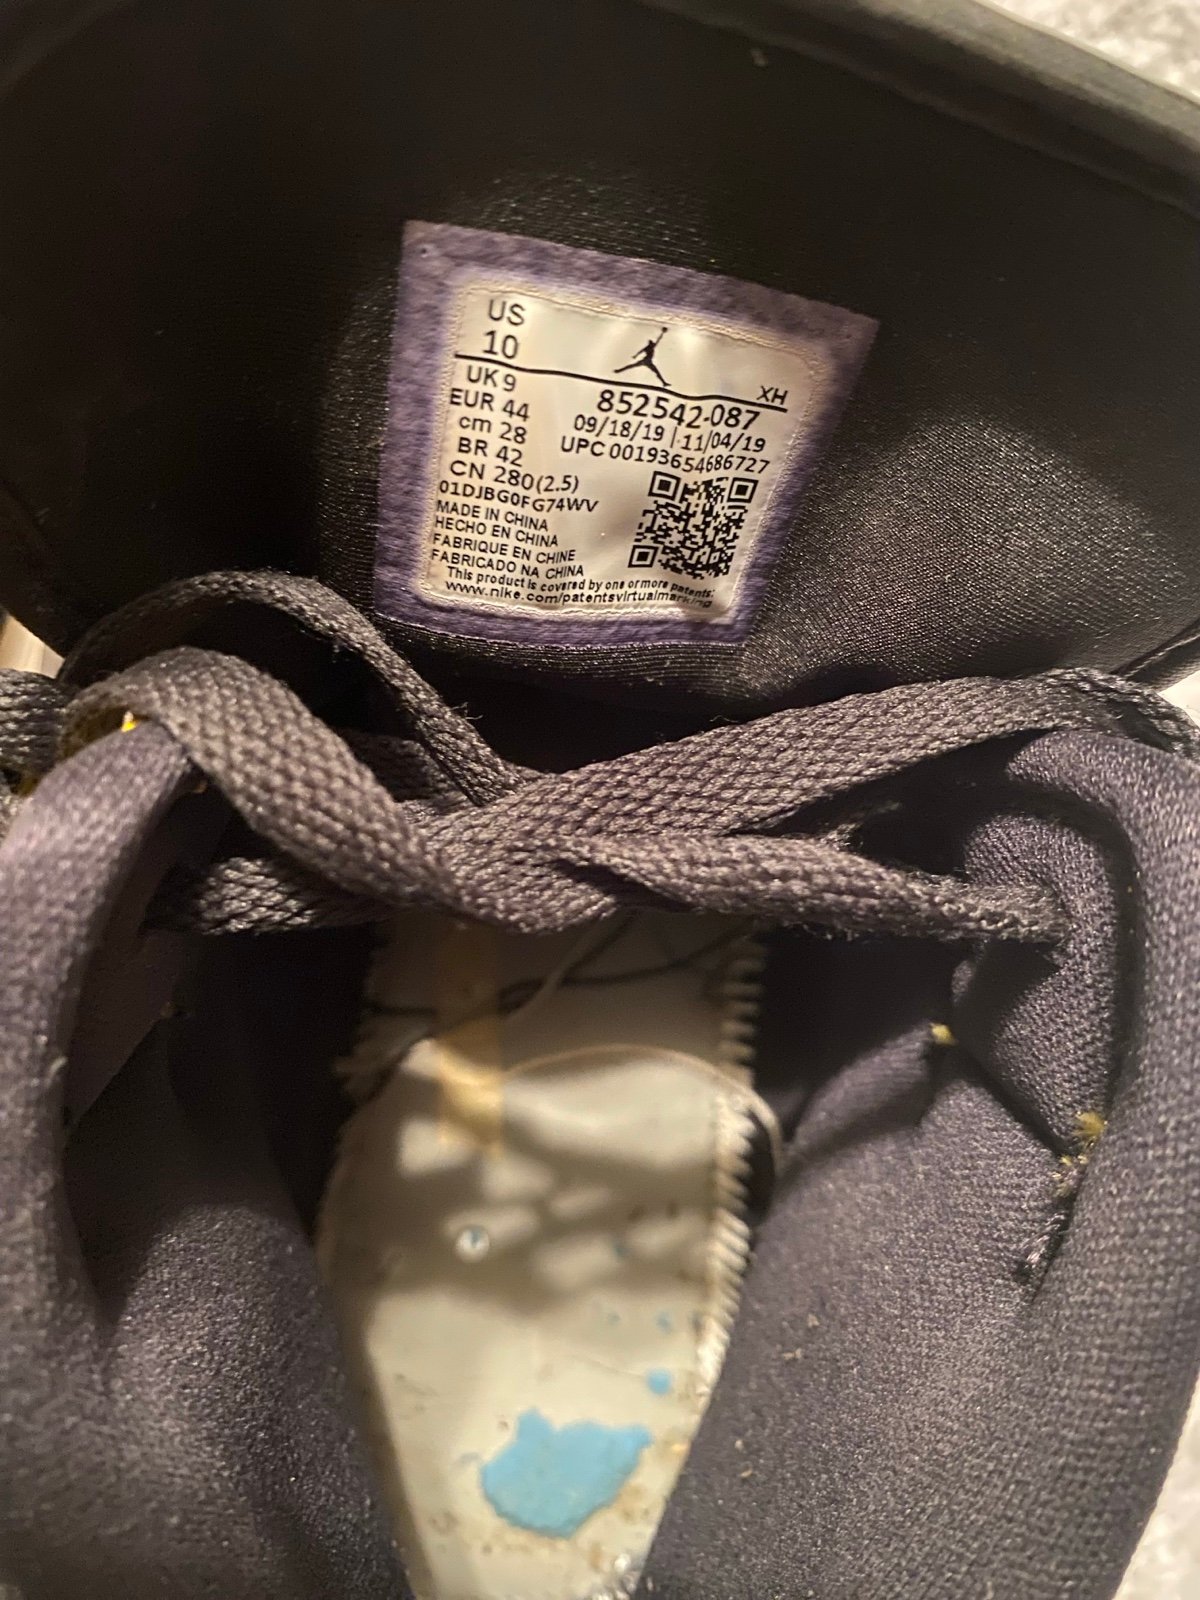 US
10
XH
UK 9
EUR 44
cm 28
BR 42
CN 280(2.5)
852542-087
09/18/19 | 11/04/19
UPC 00193654686727
01DJBG0FG74WV
MADE IN CHINA
HECHO EN CHINA
FABRIQUE EN CHINE
FABRICADO NA CHINA
This product is covered by one or more patents:
www.nike.com/patentsvirtualmarking